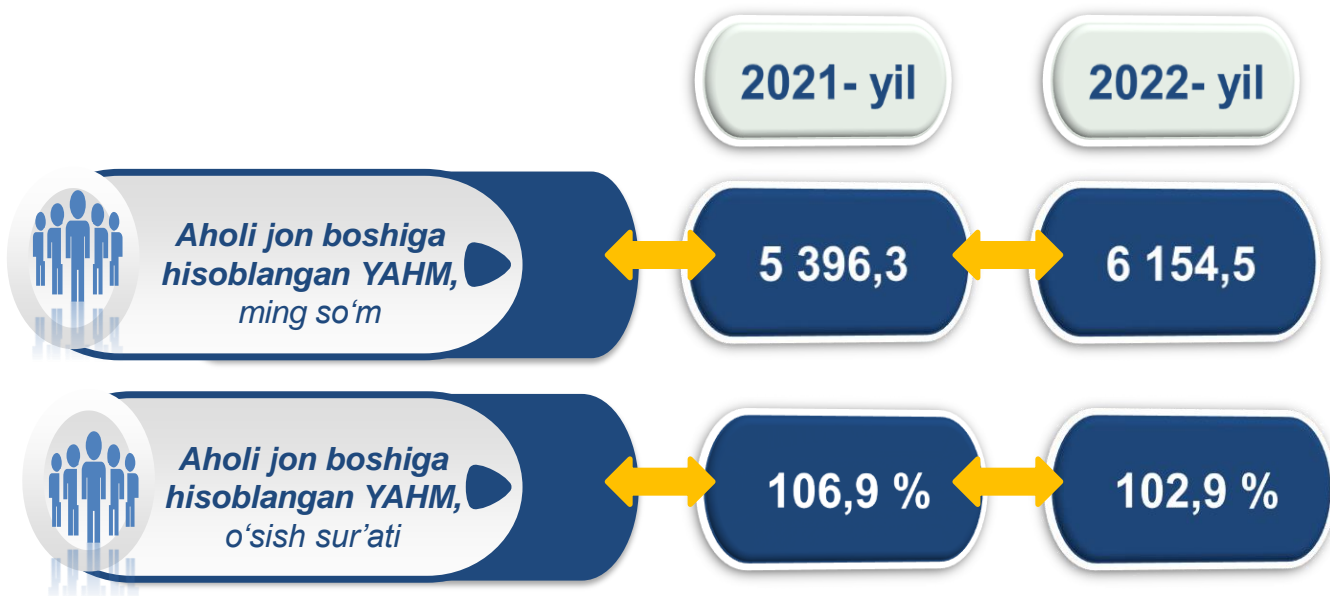 2021- yil
2022- yil
Aholi jon boshiga
hisoblangan YAHM,
ming so‘m
5 396,3
6 154,5
Aholi jon boshiga
hisoblangan YAHM,
o‘sish sur’ati
106,9 %
102,9 %